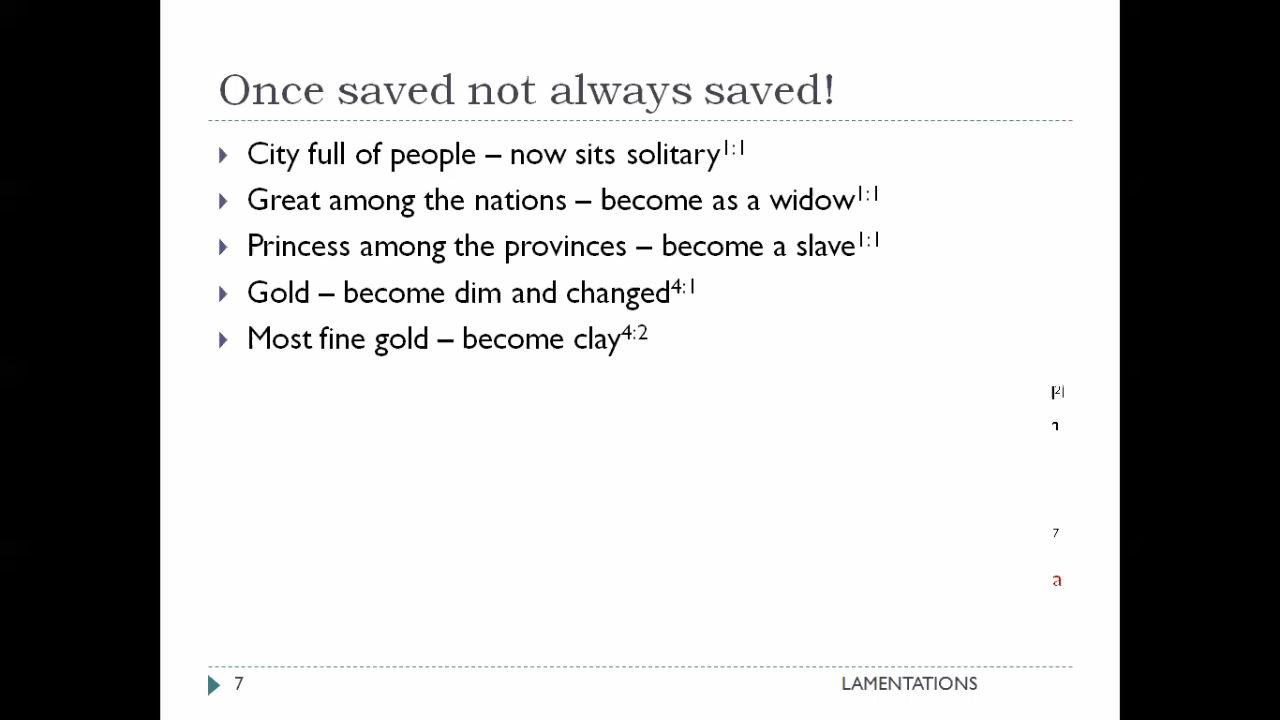 Once saved not always saved!
City full of people – now sits solitary1:1
Great among the nations – become as a widow1:1
Princess among the provinces – become a slave1:1
Gold – become dim and changed4:1
Most fine gold – become clay4:2
7
a
7 LAMENTATIONS